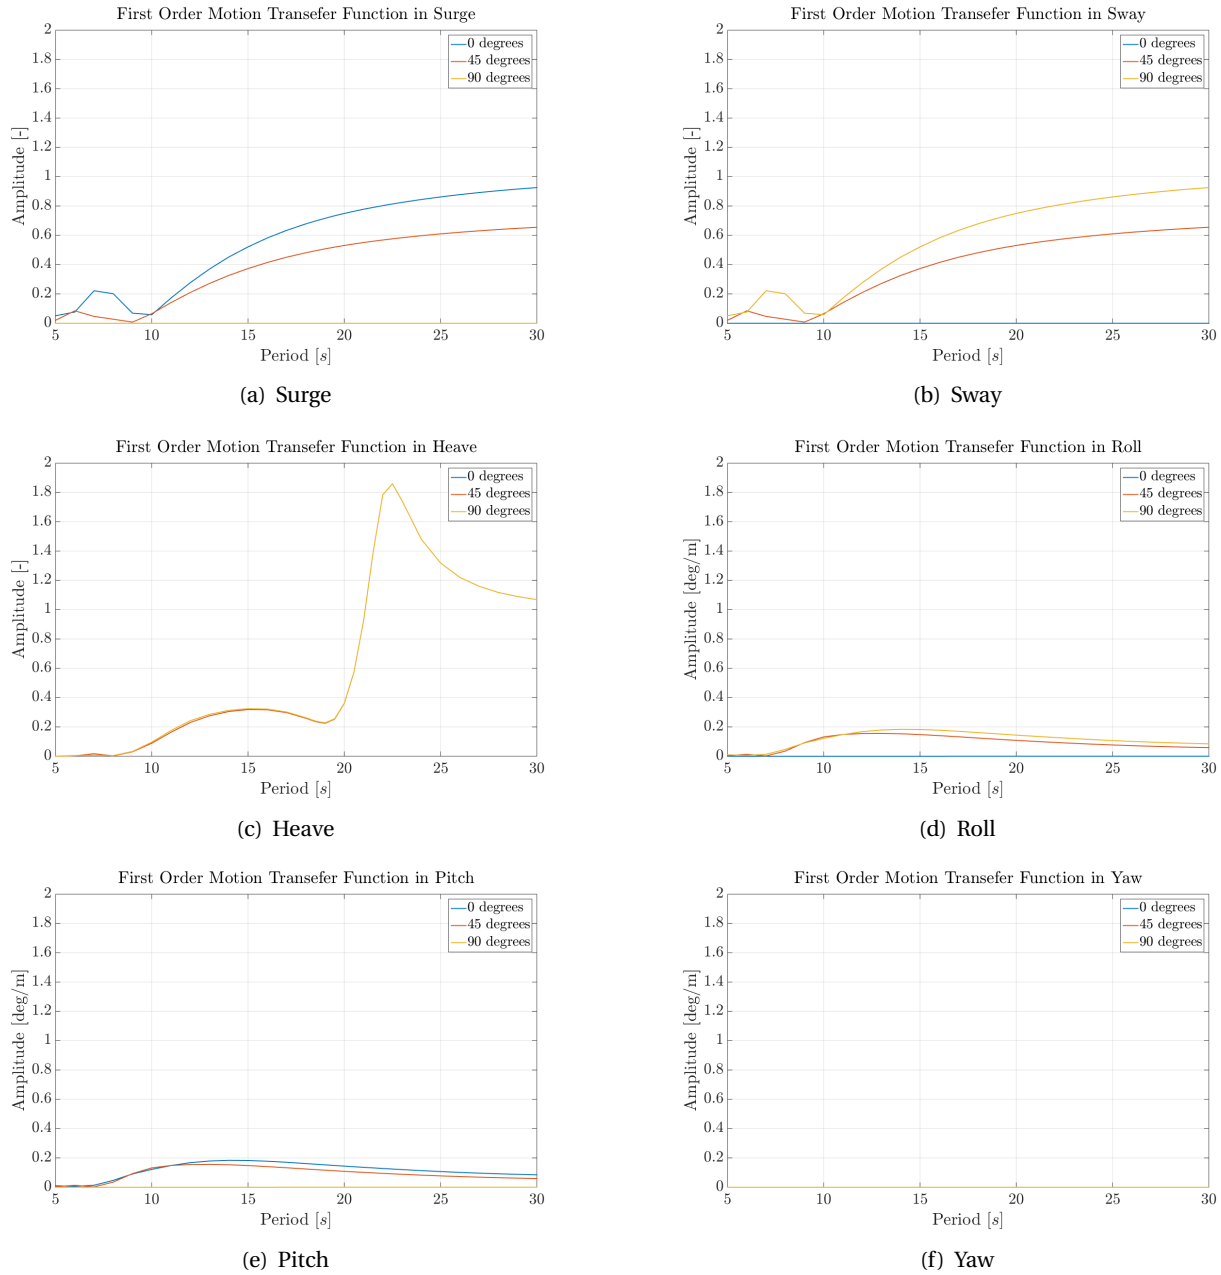 First Order Motion Transefer Function in Surge
2
1.8
1.6
1.4
1.2
1
0.8
0.6
0.4
0.2
0
5
10
15
20
25
30
Amplitude [-]
Period [s]
0 degrees
45 degrees
90 degrees
(a) Surge
First Order Motion Transefer Function in Sway
2
1.8
1.6
1.4
1.2
1
0.8
0.6
0.4
0.2
0
5
10
15
20
25
30
Amplitude [-]
Period [s]
0 degrees
45 degrees
90 degrees
(b) Sway
First Order Motion Transefer Function in Heave
2
1.8
1.6
1.4
1.2
1
0.8
0.6
0.4
0.2
0
5
10
15
20
25
30
Amplitude [-]
Period [s]
0 degrees
45 degrees
90 degrees
(c) Heave
First Order Motion Transefer Function in Roll
2
1.8
1.6
1.4
1.2
1
0.8
0.6
0.4
0.2
0
5
10
15
20
25
30
Amplitude [deg/m]
Period [s]
0 degrees
45 degrees
90 degrees
(d) Roll
First Order Motion Transefer Function in Pitch
2
1.8
1.6
1.4
1.2
1
0.8
0.6
0.4
0.2
0
5
10
15
20
25
30
Amplitude [deg/m]
Period [s]
0 degrees
45 degrees
90 degrees
(e) Pitch
First Order Motion Transefer Function in Yaw
2
1.8
1.6
1.4
1.2
1
0.8
0.6
0.4
0.2
0
5
10
15
20
25
30
Amplitude [deg/m]
Period [s]
0 degrees
45 degrees
90 degrees
(f) Yaw